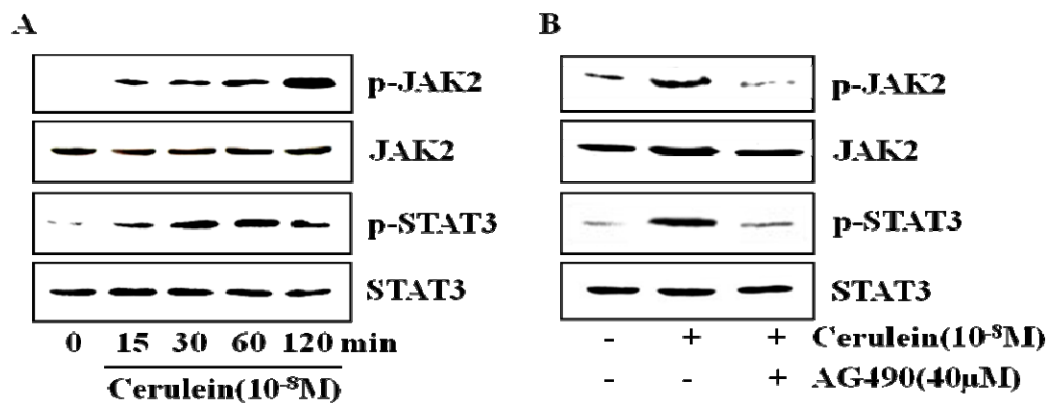 A
p-JAK2
JAK2
p-STAT3
STAT3
0 15 30 60 120 min
Cerulein(10⁻⁸M)
B
p-JAK2
JAK2
p-STAT3
STAT3
- + + Cerulein(10⁻⁸M)
- - + AG490(40μM)